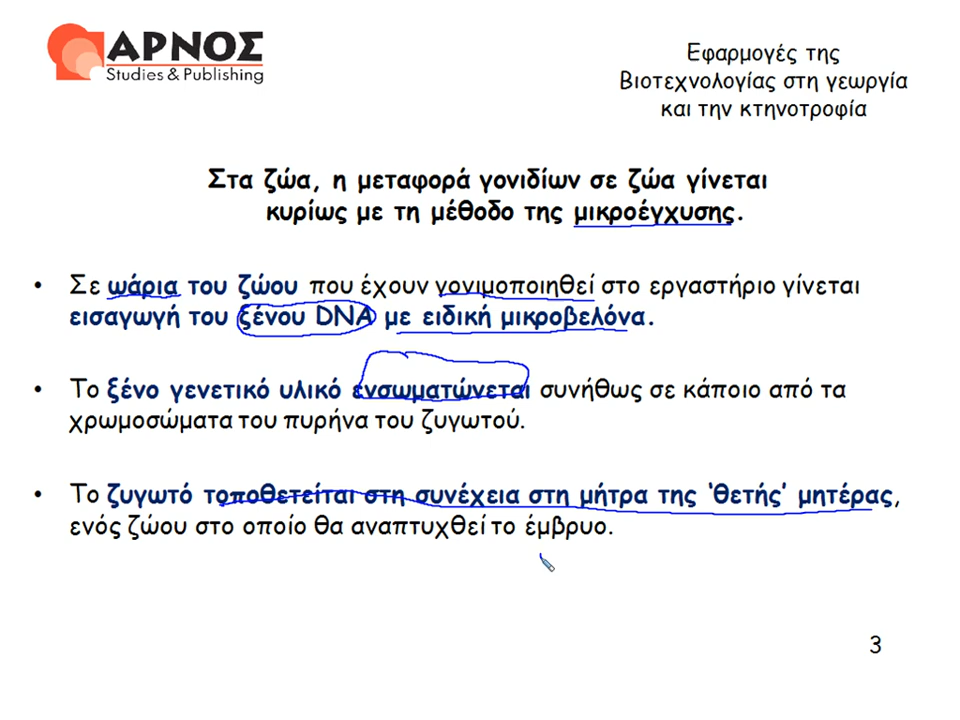 ΑΡΝΟΣ
Studies & Publishing
Εφαρμογές της
Βιοτεχνολογίας στη γεωργία
και την κτηνοτροφία
Στα ζώα, η μεταφορά γονιδίων σε ζώα γίνεται
κυρίως με τη μέθοδο της μικροέγχυσης.
• Σε ωάρια του ζώου που έχουν γονιμοποιηθεί στο εργαστήριο γίνεται
εισαγωγή του ξένου DNA με ειδική μικροβελόνα.
• Το ξένο γενετικό υλικό ενσωματώνεται συνήθως σε κάποιο από τα
χρωμοσώματα του πυρήνα του ζυγωτού.
• Το ζυγωτό τοποθετείται στη συνέχεια στη μήτρα της 'θετής' μητέρας,
ενός ζώου στο οποίο θα αναπτυχθεί το έμβρυο.
3